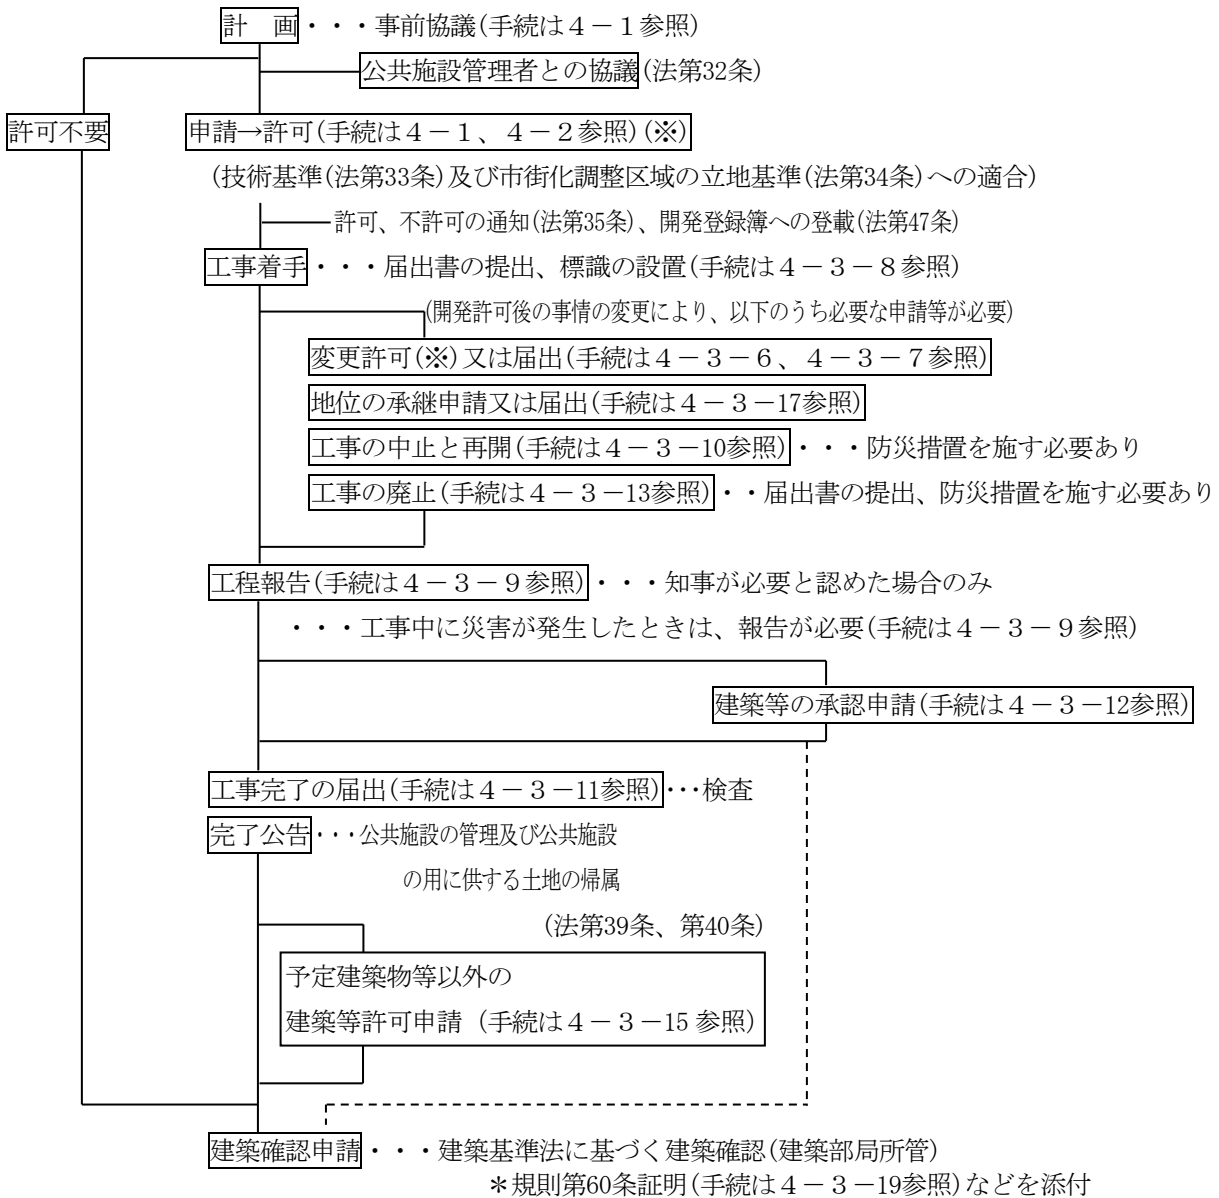 計　画・・・事前協議(手続は４－１参照)
公共施設管理者との協議(法第32条)
許可不要
申請→許可(手続は４－１、４－２参照)(※)
(技術基準(法第33条)及び市街化調整区域の立地基準(法第34条)への適合)
許可、不許可の通知(法第35条)、開発登録簿への登載(法第47条)
工事着手・・・届出書の提出、標識の設置(手続は４－３－８参照)
(開発許可後の事情の変更により、以下のうち必要な申請等が必要)
変更許可(※)又は届出(手続は４－３－６、４－３－７参照)
地位の承継申請又は届出(手続は４－３－17参照)
工事の中止と再開(手続は４－３－10参照)・・・防災措置を施す必要あり
工事の廃止(手続は４－３－13参照)・・届出書の提出、防災措置を施す必要あり
工程報告(手続は４－３－９参照)・・・知事が必要と認めた場合のみ
・・・工事中に災害が発生したときは、報告が必要(手続は４－３－９参照)
建築等の承認申請(手続は４－３－12参照)
工事完了の届出(手続は４－３－11参照)･･･検査
完了公告・・・公共施設の管理及び公共施設
の用に供する土地の帰属
(法第39条、第40条)
予定建築物等以外の
建築等許可申請（手続は４－３－15 参照)
建築確認申請・・・建築基準法に基づく建築確認(建築部局所管)
＊規則第60条証明(手続は４－３－19参照)などを添付